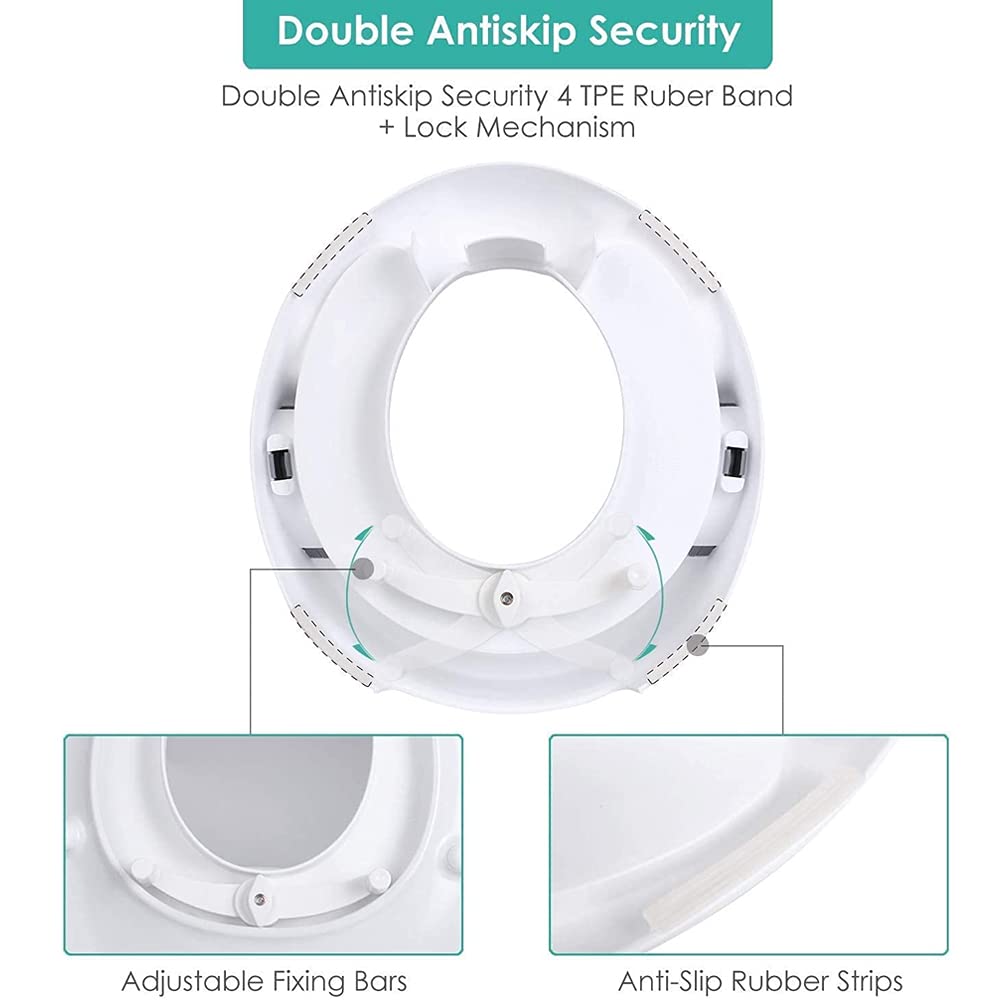 Double Antiskip Security
Double Antiskip Security 4 TPE Ruber Band
+ Lock Mechanism
Adjustable Fixing Bars
Anti-Slip Rubber Strips